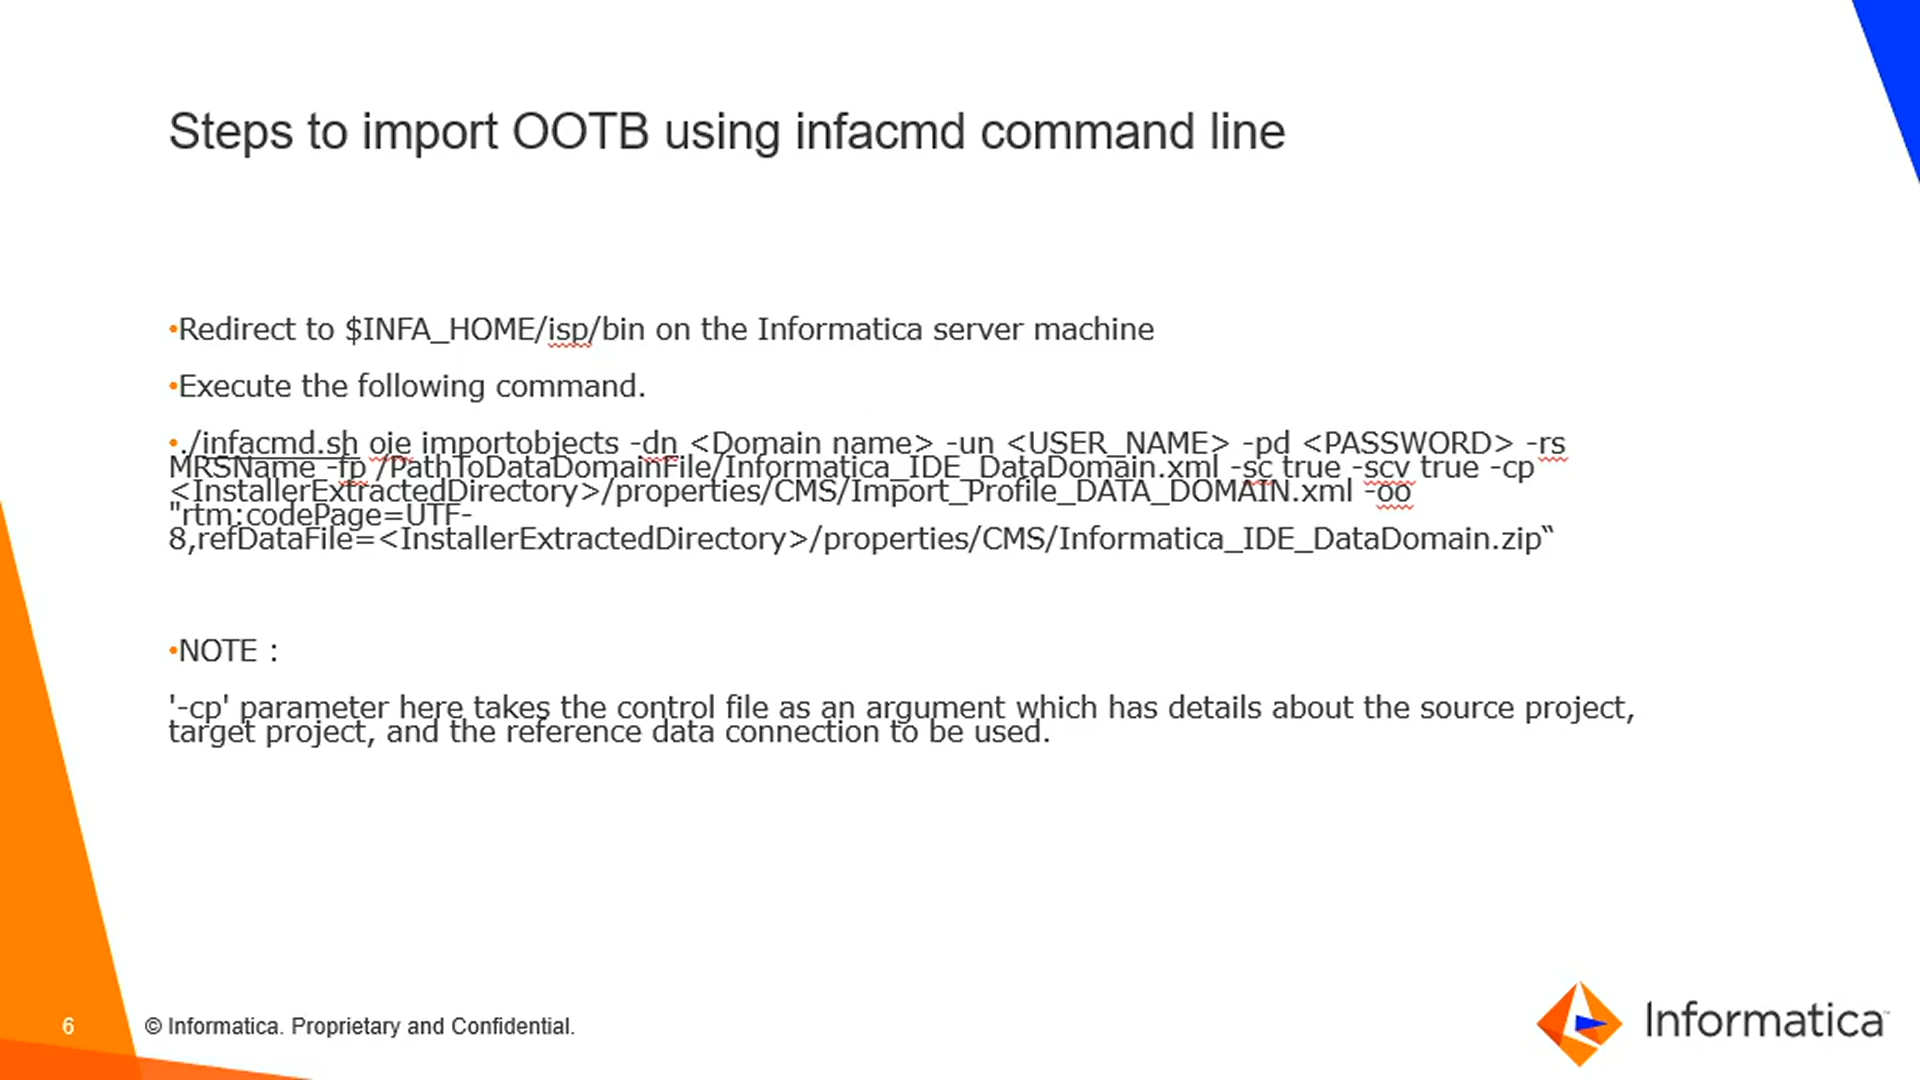 Steps to import OOTB using infacmd command line
•Redirect to $INFA_HOME/isp/bin on the Informatica server machine
•Execute the following command.
•./infacmd.sh oie importobjects -dn <Domain name> -un <USER_NAME> -pd <PASSWORD> -rs
MRSName -fp /PathToDataDomainFile/Informatica_IDE_DataDomain.xml -sc true -scv true -cp
<InstallerExtractedDirectory>/properties/CMS/Import_Profile_DATA_DOMAIN.xml -oo
"rtm:codePage=UTF-
8,refDataFile=<InstallerExtractedDirectory>/properties/CMS/Informatica_IDE_DataDomain.zip“
•NOTE :
'-cp' parameter here takes the control file as an argument which has details about the source project,
target project, and the reference data connection to be used.
6
© Informatica. Proprietary and Confidential.
Informatica™